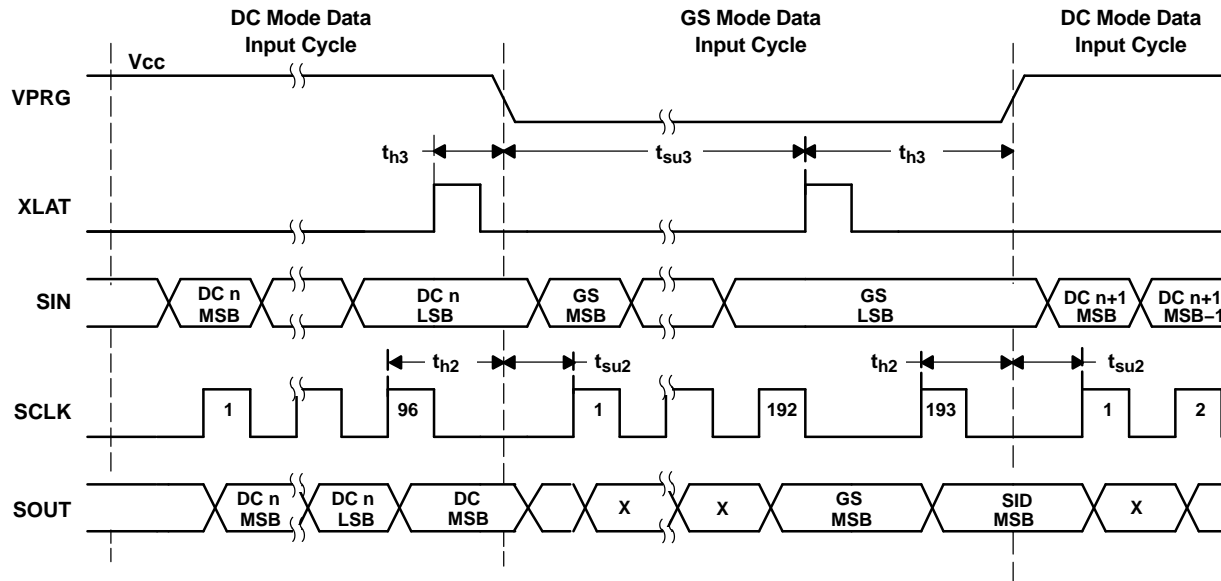 DC Mode Data
Input Cycle
GS Mode Data
Input Cycle
DC Mode Data
Input Cycle
Vcc
VPRG
th3
tsu3
th3
XLAT
SIN
DC n
MSB
DC n
LSB
GS
MSB
GS
LSB
DC n+1
MSB
DC n+1
MSB−1
th2
tsu2
th2
tsu2
SCLK
1
96
1
192
193
1
2
SOUT
DC n
MSB
DC n
LSB
DC
MSB
X
X
GS
MSB
SID
MSB
X